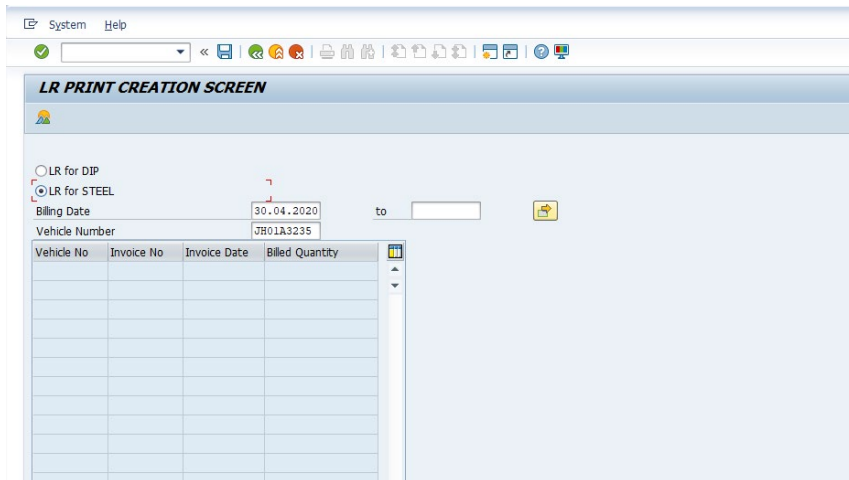 System Help
LR PRINT CREATION SCREEN
LR for DIP
LR for STEEL
Billing Date 30.04.2020 to
Vehicle Number JH01A3235
Vehicle No Invoice No Invoice Date Billed Quantity